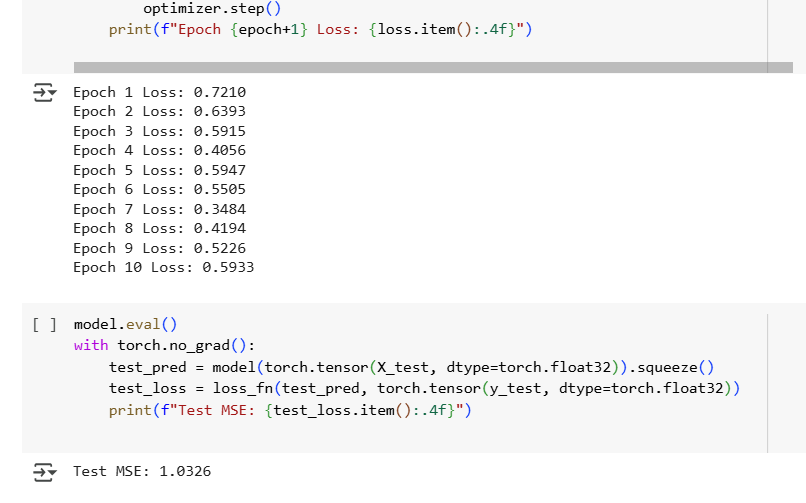 optimizer.step()
print(f"Epoch {epoch+1} Loss: {loss.item():.4f}")
Epoch 1 Loss: 0.7210
Epoch 2 Loss: 0.6393
Epoch 3 Loss: 0.5915
Epoch 4 Loss: 0.4056
Epoch 5 Loss: 0.5947
Epoch 6 Loss: 0.5505
Epoch 7 Loss: 0.3484
Epoch 8 Loss: 0.4194
Epoch 9 Loss: 0.5226
Epoch 10 Loss: 0.5933
[ ] model.eval()
with torch.no_grad():
test_pred = model(torch.tensor(X_test, dtype=torch.float32)).squeeze()
test_loss = loss_fn(test_pred, torch.tensor(y_test, dtype=torch.float32))
print(f"Test MSE: {test_loss.item():.4f}")
Test MSE: 1.0326